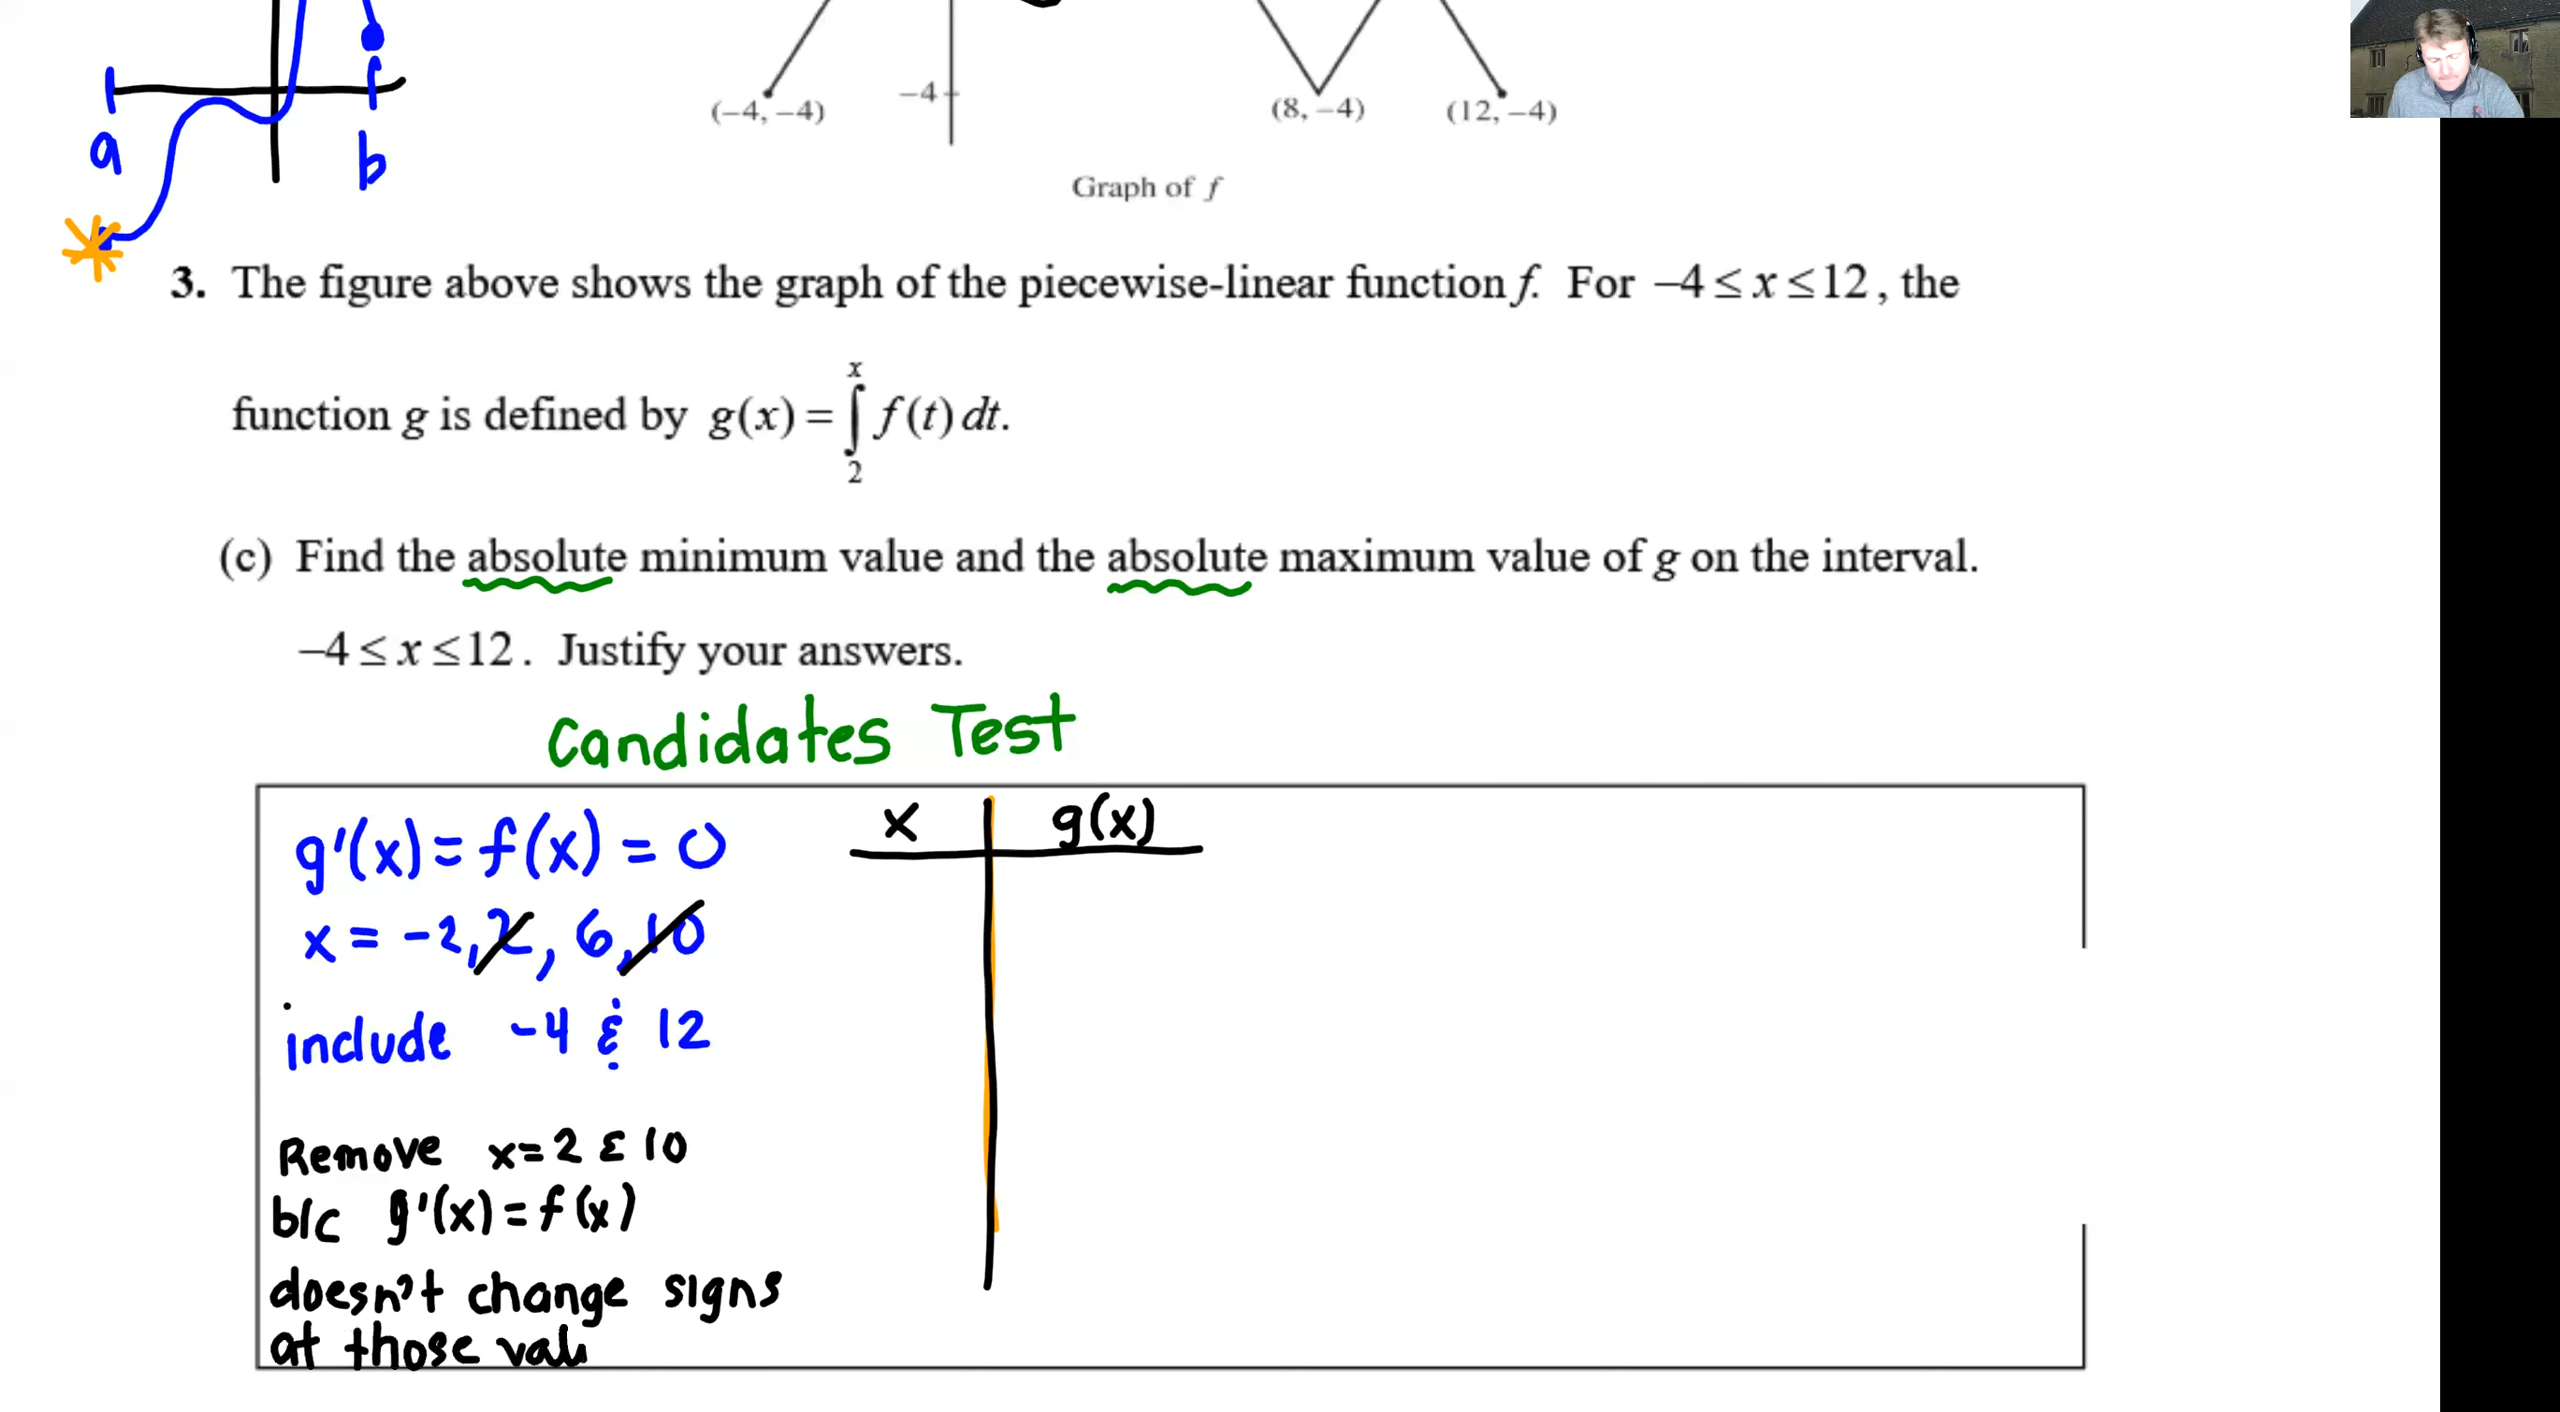 a
b
(−4, −4)
−4
(8, −4)
(12, −4)
Graph of f
3. The figure above shows the graph of the piecewise-linear function f. For −4 ≤ x ≤ 12, the
function g is defined by g(x) = ∫₂ˣ f(t) dt.
(c) Find the absolute minimum value and the absolute maximum value of g on the interval.
−4 ≤ x ≤ 12. Justify your answers.
Candidates Test
g'(x) = f(x) = 0
x = -2, 2, 6, 10
include -4 & 12
Remove x=2 & 10
b/c g'(x) = f(x)
doesn't change signs
at those valu
x g(x)